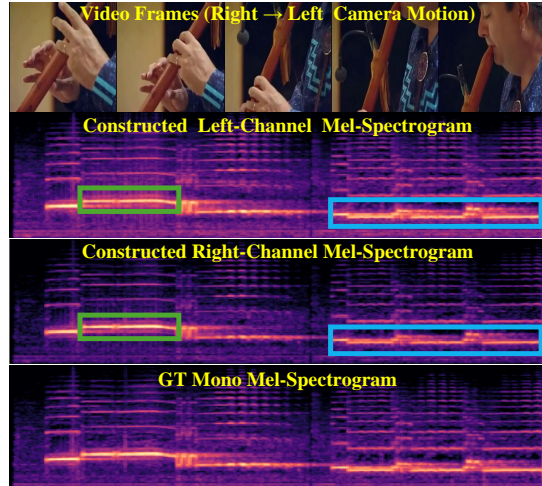 Video Frames (Right → Left Camera Motion)
Constructed Left-Channel Mel-Spectrogram
Constructed Right-Channel Mel-Spectrogram
GT Mono Mel-Spectrogram